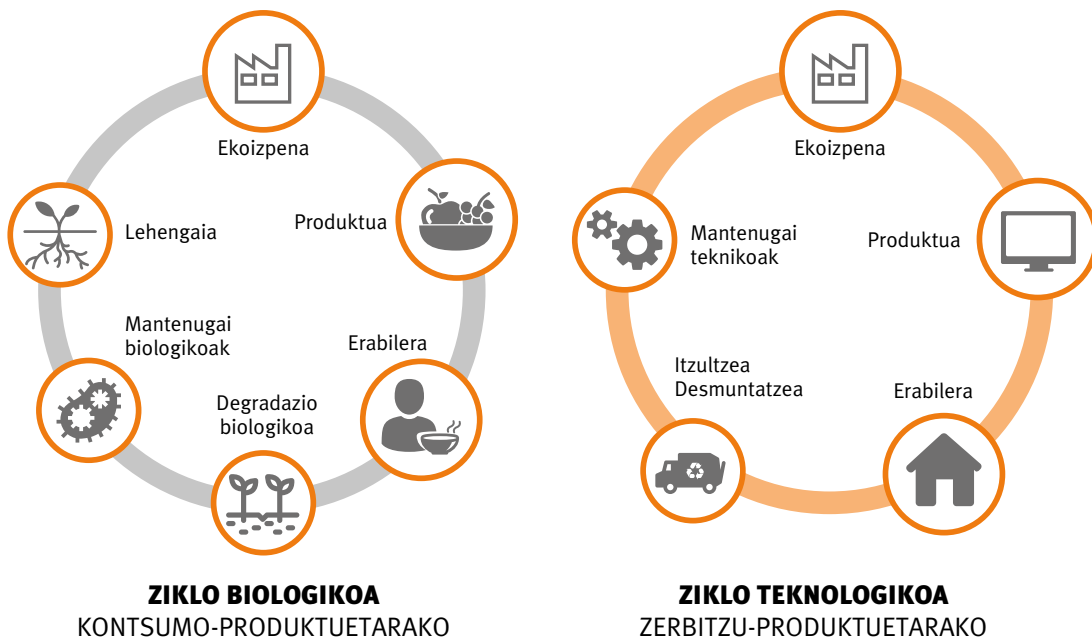 Ekoizpena
Produktua
Erabilera
Degradazio
biologikoa
Mantenugai
biologikoak
Lehengaia
ZIKLO BIOLOGIKOA
KONTSUMO-PRODUKTUETARAKO
Ekoizpena
Produktua
Erabilera
Itzultzea
Desmuntatzea
Mantenugai
teknikoak
ZIKLO TEKNOLOGIKOA
ZERBITZU-PRODUKTUETARAKO